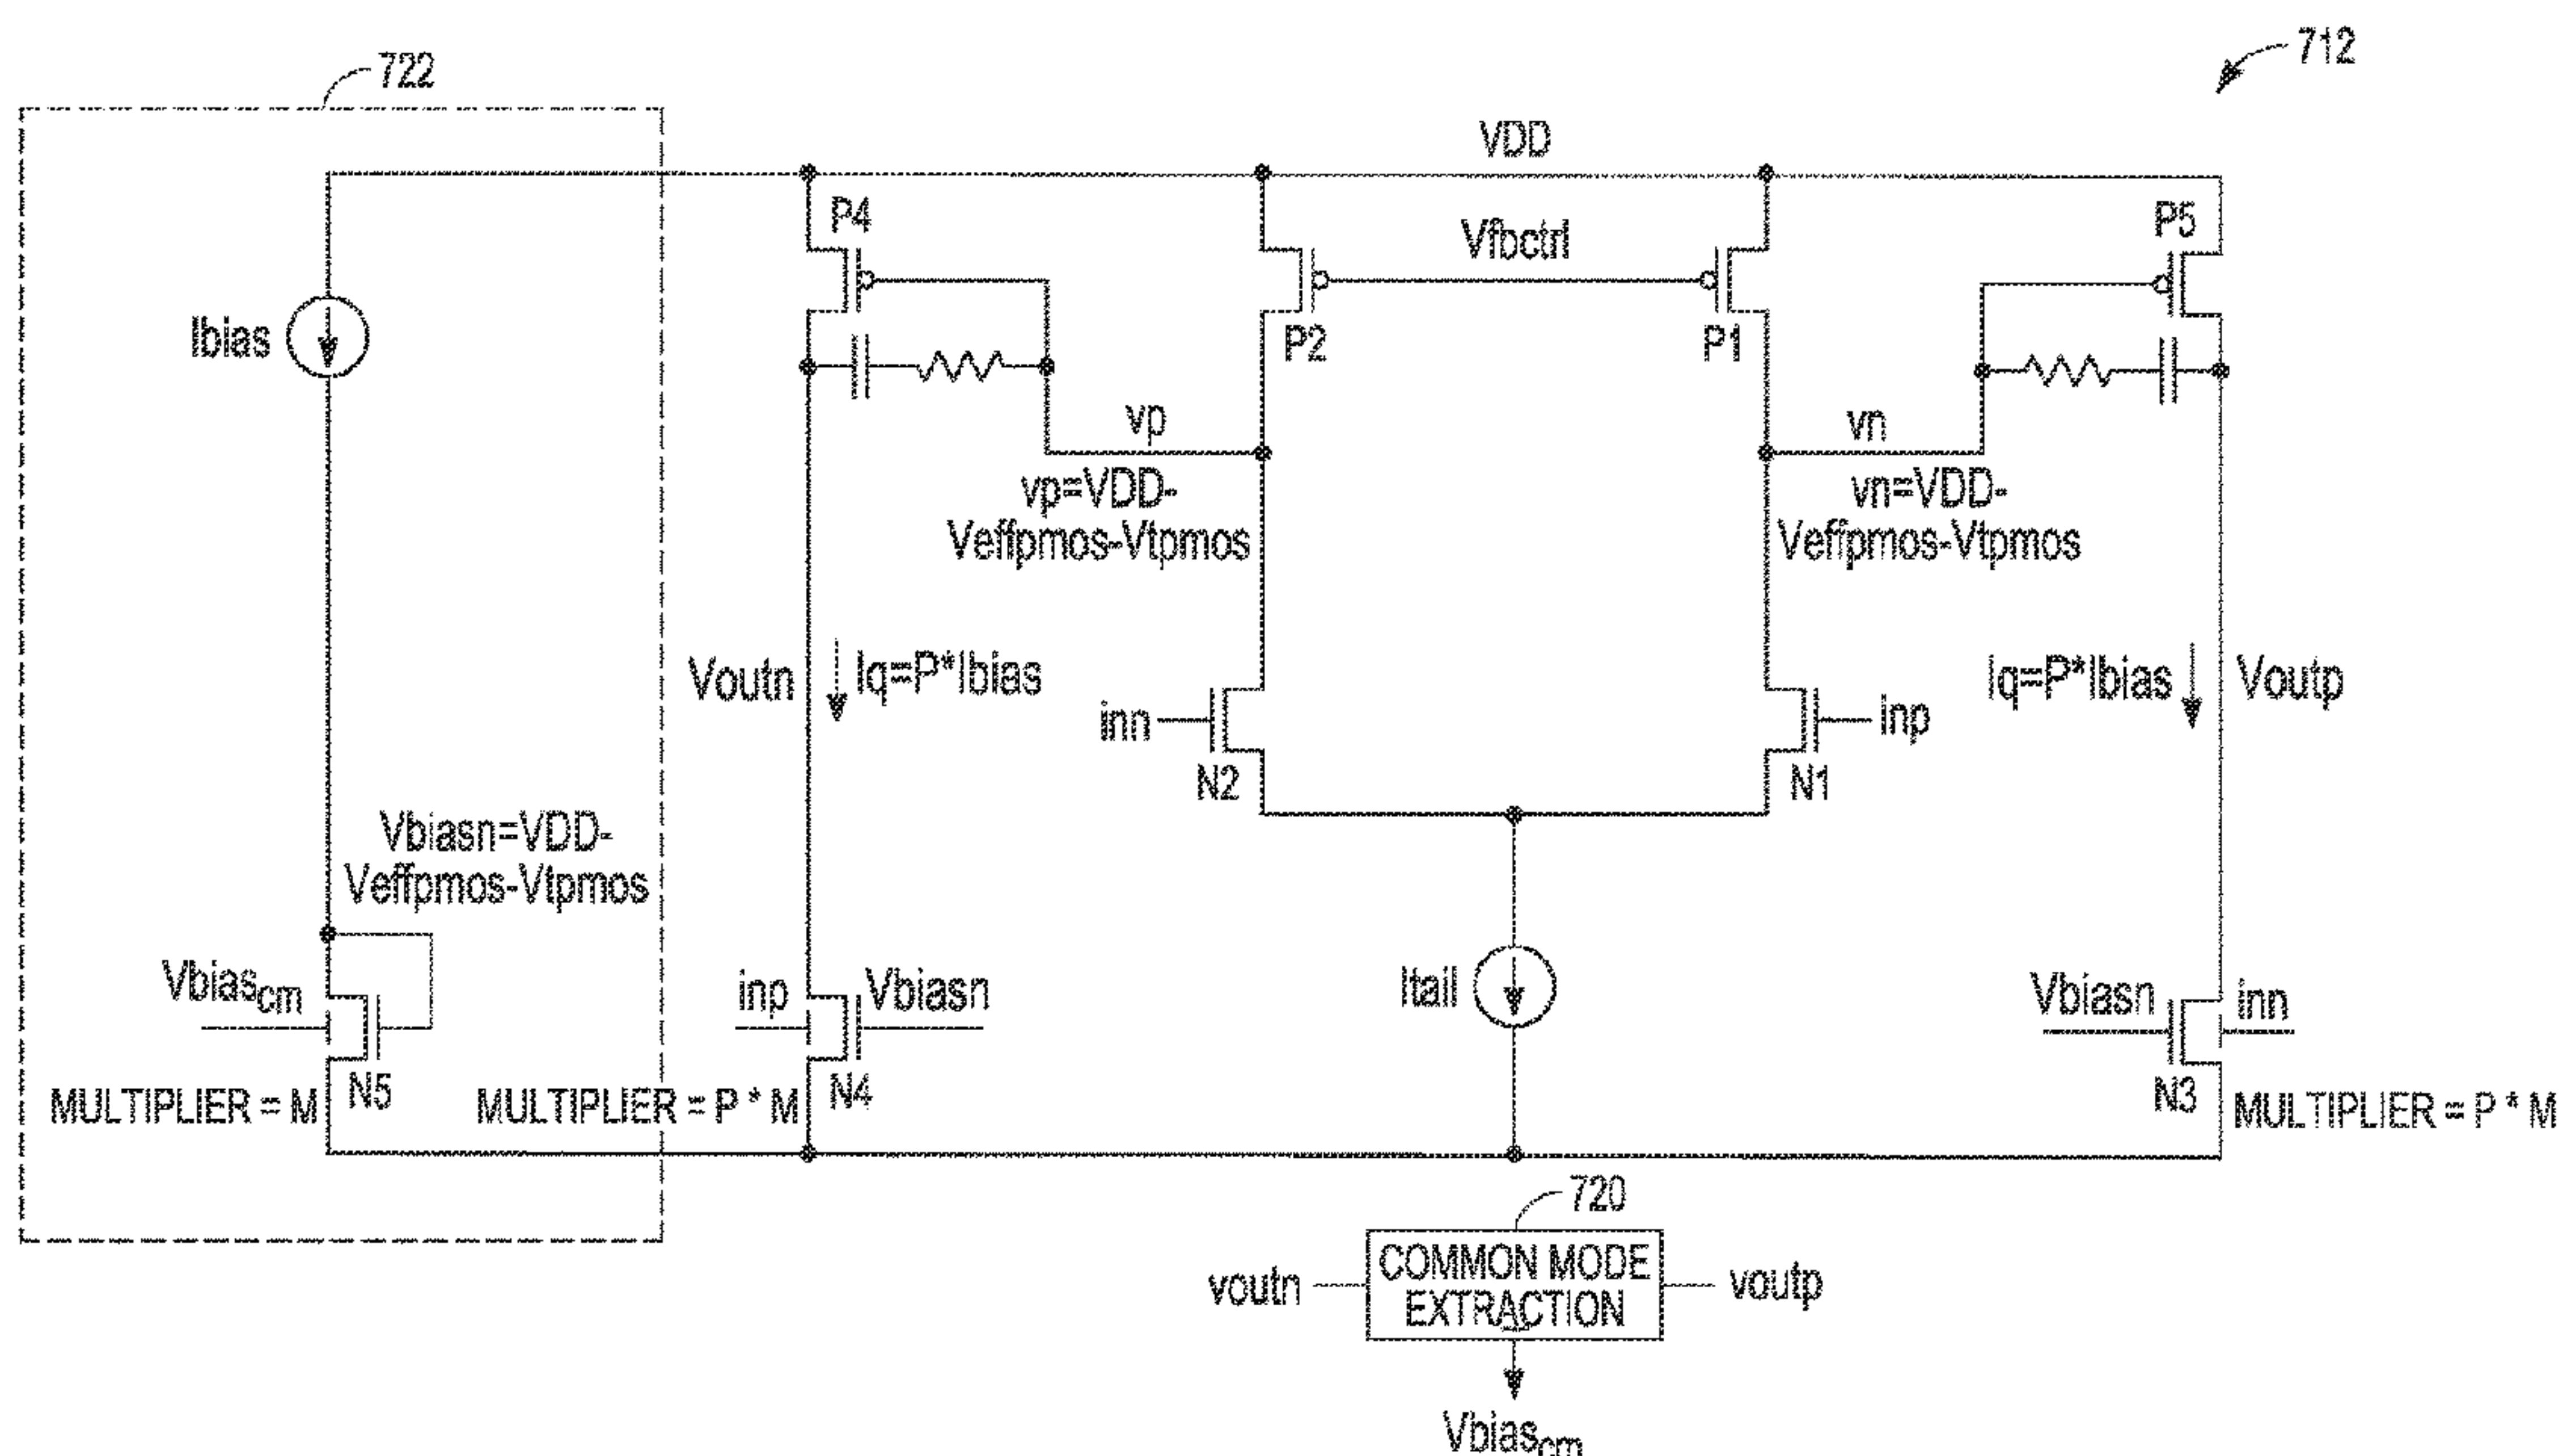 722
712
VDD
P4
Vfbctrl
P5
Ibias
P2
P1
vp
vn
vp=VDD-
Veffpmos-Vtpmos
vn=VDD-
Veffpmos-Vtpmos
Voutn
Iq=P*Ibias
Iq=P*Ibias
Voutp
inn
inp
N2
N1
Vbiasn=VDD-
Veffpmos-Vtpmos
Vbiascm
inp
Vbiasn
Itail
Vbiasn
inn
N5
N4
N3
MULTIPLIER = M
MULTIPLIER = P * M
MULTIPLIER = P * M
720
voutn
COMMON MODE
EXTRACTION
voutp
Vbiascm